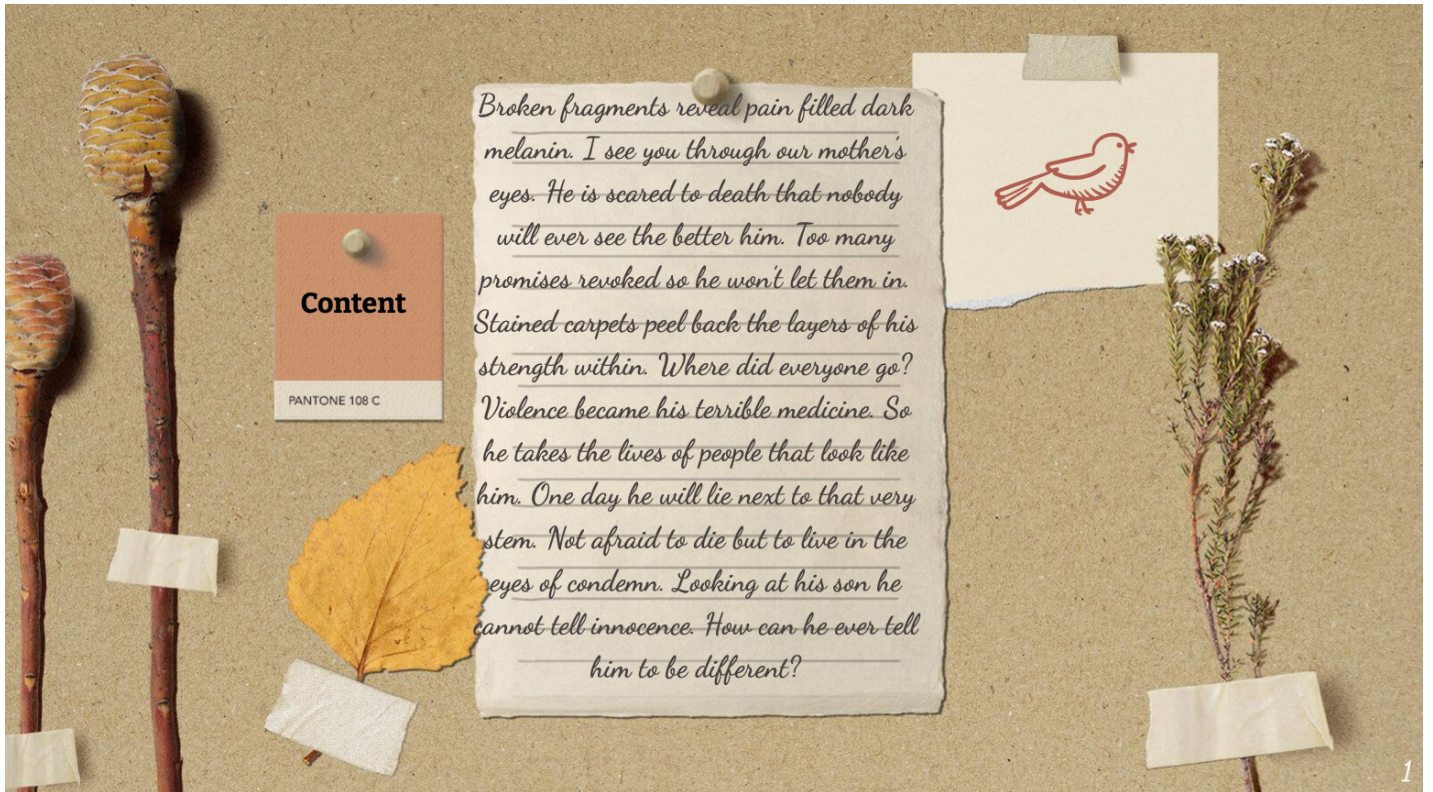 Content
PANTONE 108 C
Broken fragments reveal pain filled dark
melanin. I see you through our mother's
eyes. He is scared to death that nobody
will ever see the better him. Too many
promises revoked so he won't let them in.
Stained carpets peel back the layers of his
strength within. Where did everyone go?
Violence became his terrible medicine. So
he takes the lives of people that look like
him. One day he will lie next to that very
stem. Not afraid to die but to live in the
eyes of condemn. Looking at his son he
cannot tell innocence. How can he ever tell
him to be different?
1